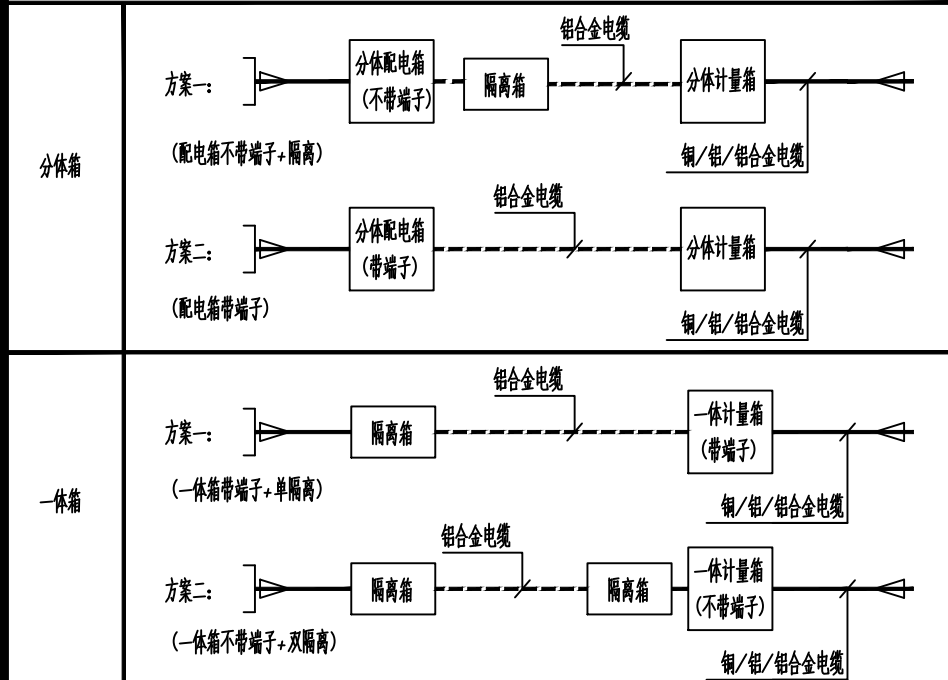 分体箱
铝合金电缆
方案一:
分体配电箱
(不带端子)
隔离箱
分体计量箱
(配电箱不带端子+隔离)
铜/铝/铝合金电缆
铝合金电缆
方案二:
分体配电箱
(带端子)
分体计量箱
(配电箱带端子)
铜/铝/铝合金电缆
一体箱
铝合金电缆
方案一:
隔离箱
一体计量箱
(带端子)
(一体箱带端子+单隔离)
铜/铝/铝合金电缆
铝合金电缆
方案二:
隔离箱
隔离箱
一体计量箱
(不带端子)
(一体箱不带端子+双隔离)
铜/铝/铝合金电缆